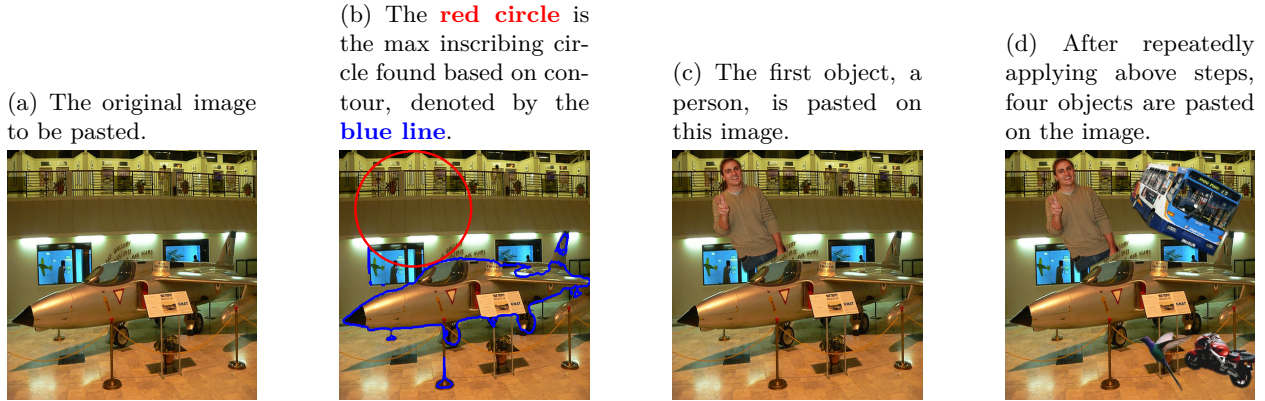 (a) The original image
to be pasted.
(b) The red circle is
the max inscribing cir-
cle found based on con-
tour, denoted by the
blue line.
(c) The first object, a
person, is pasted on
this image.
(d) After repeatedly
applying above steps,
four objects are pasted
on the image.